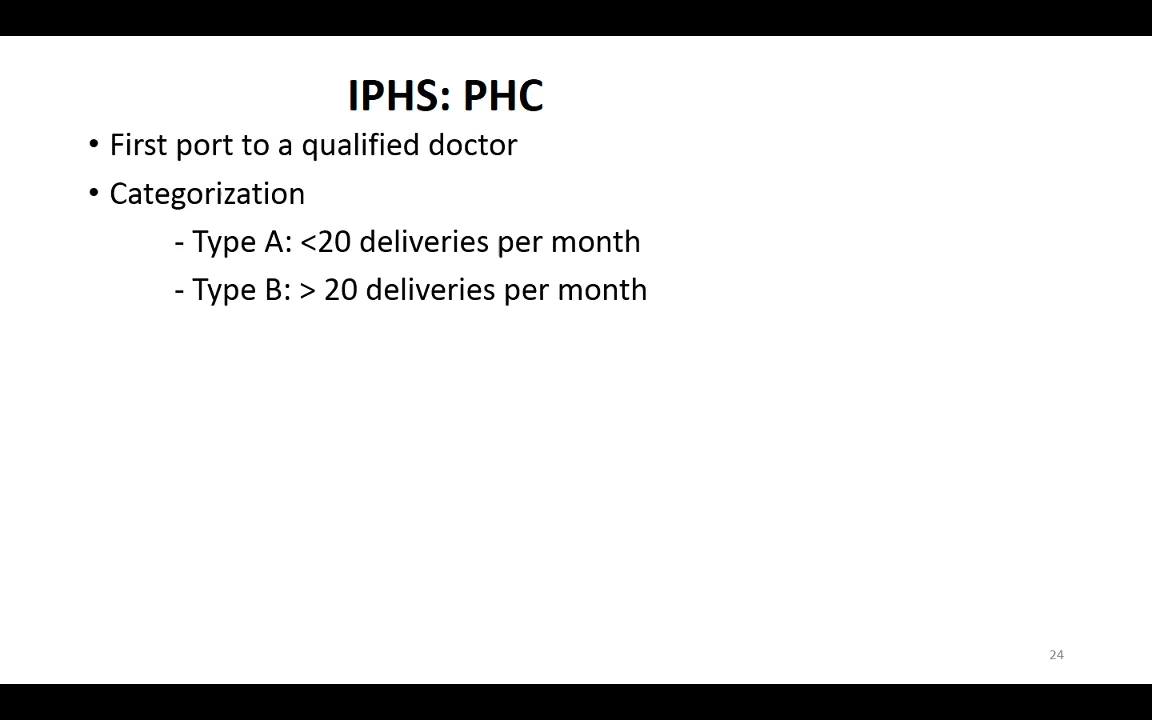 IPHS: PHC
• First port to a qualified doctor
• Categorization
- Type A: <20 deliveries per month
- Type B: > 20 deliveries per month
24